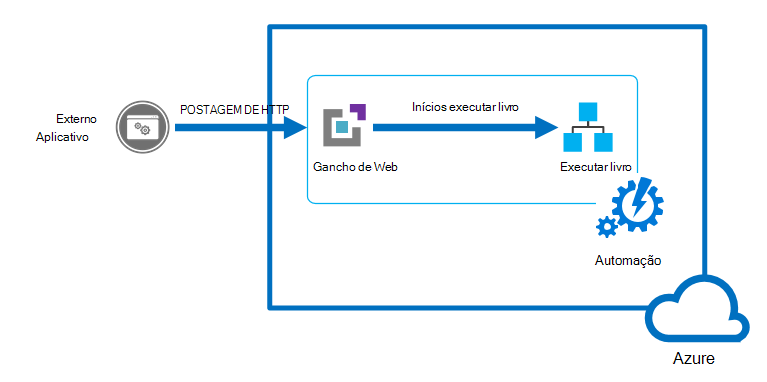 Externo
Aplicativo
POSTAGEM DE HTTP
Inícios executar livro
Gancho de Web
Executar livro
Automação
Azure